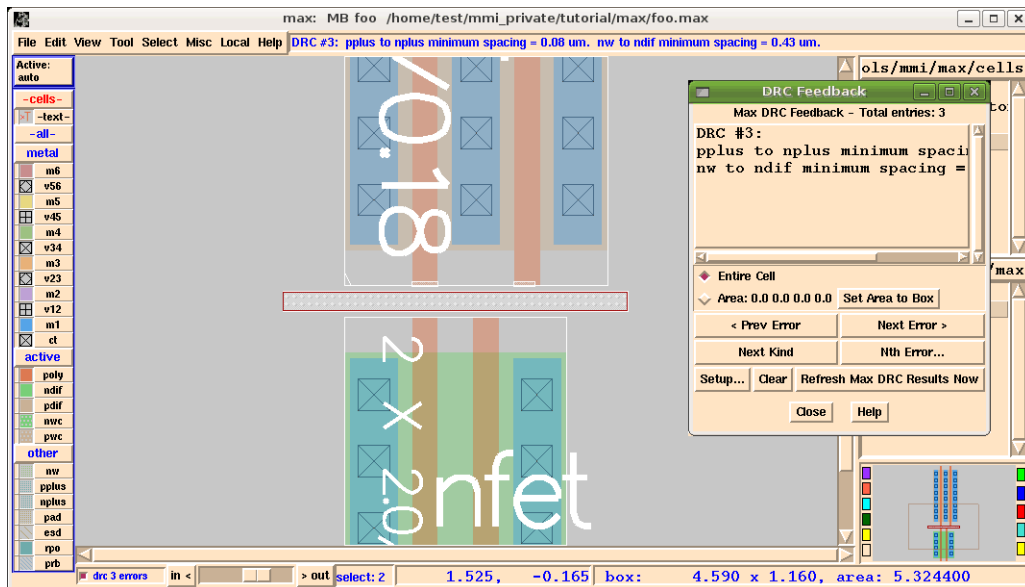 max: MB foo /home/test/mmi_private/tutorial/max/foo.max
File Edit View Tool Select Misc Local Help
DRC #3: pplus to nplus minimum spacing = 0.08 um. nw to ndif minimum spacing = 0.43 um.
Active:
auto
-cells-
-text-
-all-
metal
m6
v56
m5
v45
m4
v34
m3
v23
m2
v12
m1
ct
active
poly
ndif
pdif
nwc
pwc
other
nw
pplus
nplus
pad
esd
rpo
prb
/0.18
2 X 2.0/
nfet
ols/mmi/max/cells
DRC Feedback
Max DRC Feedback - Total entries: 3
DRC #3:
pplus to nplus minimum spacin
nw to ndif minimum spacing =
Entire Cell
Area: 0.0 0.0 0.0 0.0
Set Area to Box
< Prev Error
Next Error >
Next Kind
Nth Error...
Setup...
Clear
Refresh Max DRC Results Now
Close
Help
/max
drc 3 errors
in <
> out
select: 2
1.525, -0.165
box: 4.590 x 1.160, area: 5.324400